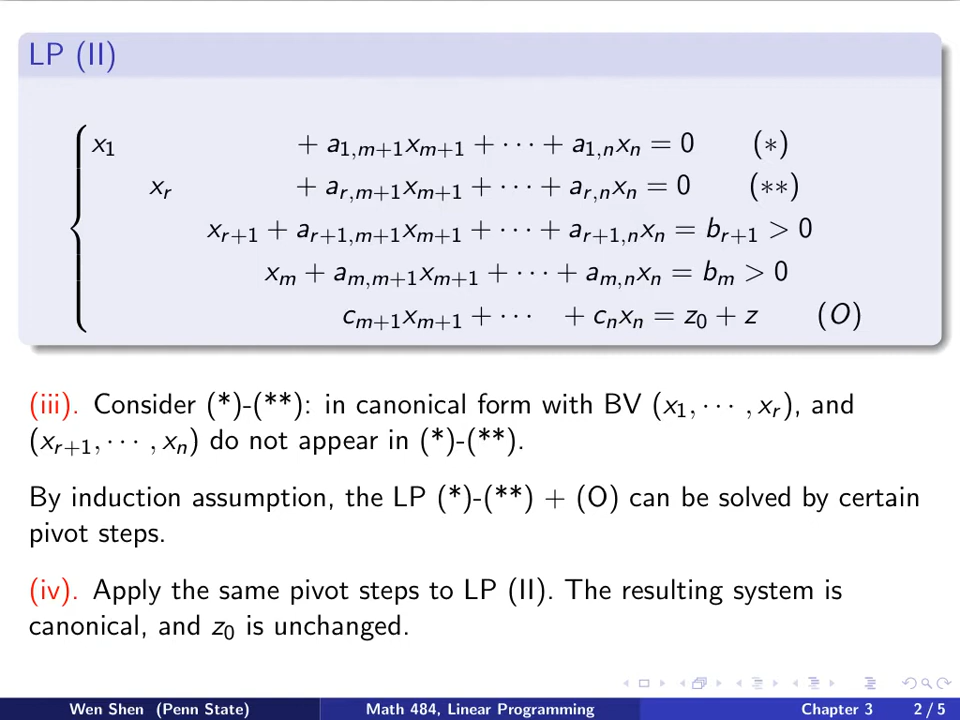 LP (II)
x₁ + a₁,ₘ₊₁xₘ₊₁ + ⋯ + a₁,ₙxₙ = 0 (∗)
xᵣ + aᵣ,ₘ₊₁xₘ₊₁ + ⋯ + aᵣ,ₙxₙ = 0 (∗∗)
xᵣ₊₁ + aᵣ₊₁,ₘ₊₁xₘ₊₁ + ⋯ + aᵣ₊₁,ₙxₙ = bᵣ₊₁ > 0
xₘ + aₘ,ₘ₊₁xₘ₊₁ + ⋯ + aₘ,ₙxₙ = bₘ > 0
cₘ₊₁xₘ₊₁ + ⋯ + cₙxₙ = z₀ + z (O)
(iii). Consider (*)-(**): in canonical form with BV (x₁, ⋯ , xᵣ), and
(xᵣ₊₁, ⋯ , xₙ) do not appear in (*)-(**).
By induction assumption, the LP (*)-(**) + (O) can be solved by certain
pivot steps.
(iv). Apply the same pivot steps to LP (II). The resulting system is
canonical, and z₀ is unchanged.
Wen Shen (Penn State) Math 484, Linear Programming Chapter 3 2 / 5